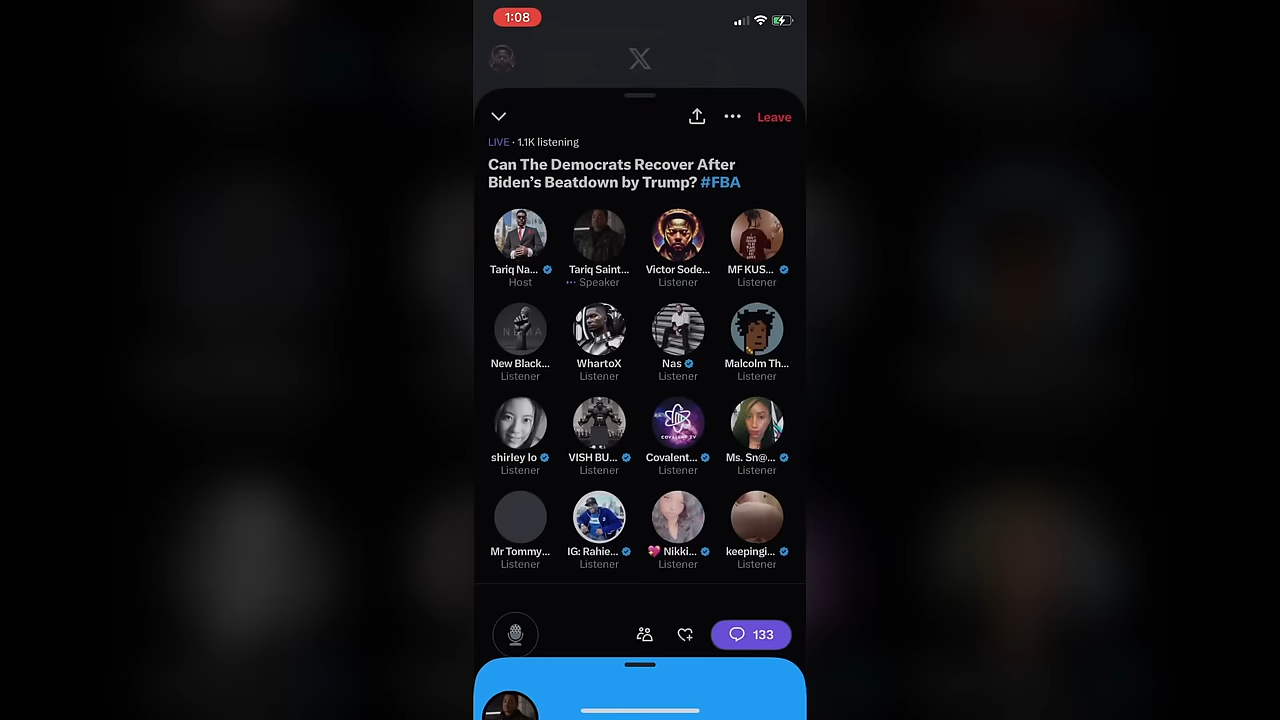 1:08
X
Leave
LIVE · 1.1K listening
Can The Democrats Recover After
Biden's Beatdown by Trump? #FBA
Tariq Na... Tariq Saint... Victor Sode... MF KUS...
Host Speaker Listener Listener
New Black... WhartoX Nas Malcolm Th...
Listener Listener Listener Listener
COVALENT TV
shirley lo VISH BU... Covalent... Ms. Sn@...
Listener Listener Listener Listener
Mr Tommy... IG: Rahie... 💖 Nikki... keepingi...
Listener Listener Listener Listener
133